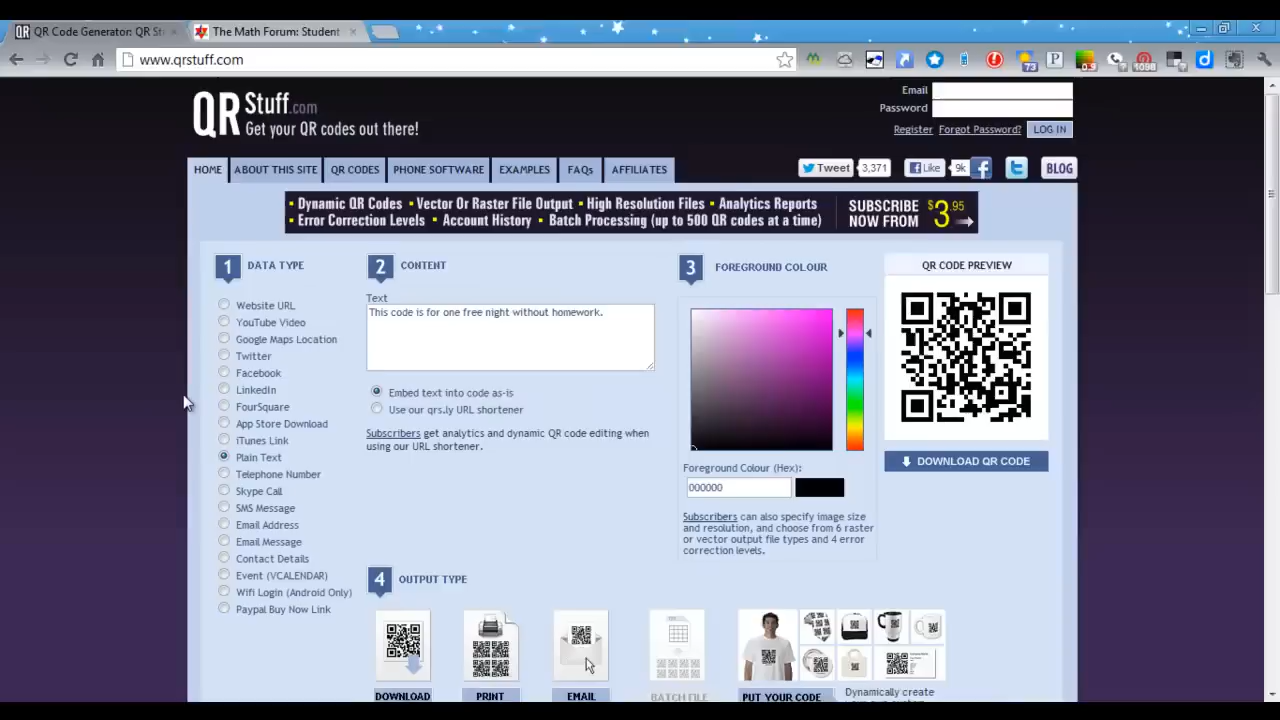 QR Code Generator: QR St
The Math Forum: Student
www.qrstuff.com
QR Stuff.com
Get your QR codes out there!
Email
Password
Register Forgot Password? LOG IN
HOME ABOUT THIS SITE QR CODES PHONE SOFTWARE EXAMPLES FAQs AFFILIATES
Tweet 3,371 Like 9k BLOG
Dynamic QR Codes Vector Or Raster File Output High Resolution Files Analytics Reports
Error Correction Levels Account History Batch Processing (up to 500 QR codes at a time)
SUBSCRIBE
NOW FROM $3.95
1 DATA TYPE
Website URL
YouTube Video
Google Maps Location
Twitter
Facebook
LinkedIn
FourSquare
App Store Download
iTunes Link
Plain Text
Telephone Number
Skype Call
SMS Message
Email Address
Email Message
Contact Details
Event (VCALENDAR)
Wifi Login (Android Only)
Paypal Buy Now Link
2 CONTENT
Text
This code is for one free night without homework.
Embed text into code as-is
Use our qrs.ly URL shortener
Subscribers get analytics and dynamic QR code editing when
using our URL shortener.
3 FOREGROUND COLOUR
Foreground Colour (Hex):
000000
Subscribers can also specify image size
and resolution, and choose from 6 raster
or vector output file types and 4 error
correction levels.
QR CODE PREVIEW
DOWNLOAD QR CODE
4 OUTPUT TYPE
DOWNLOAD
PRINT
EMAIL
BATCH FILE
PUT YOUR CODE
Dynamically create